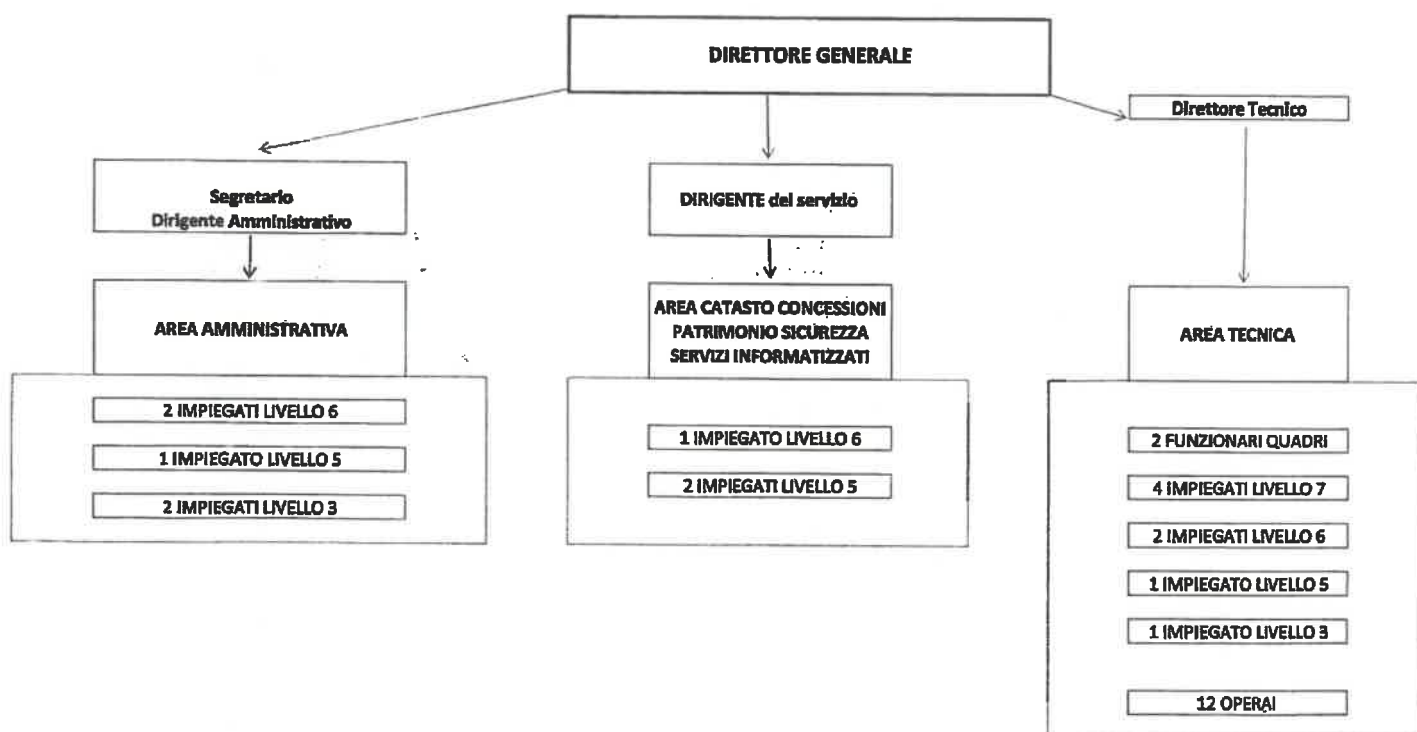 DIRETTORE GENERALE
Direttore Tecnico
Segretario
Dirigente Amministrativo
DIRIGENTE del servizio
AREA AMMINISTRATIVA
AREA CATASTO CONCESSIONI
PATRIMONIO SICUREZZA
SERVIZI INFORMATIZZATI
AREA TECNICA
2 IMPIEGATI LIVELLO 6
1 IMPIEGATO LIVELLO 5
2 IMPIEGATI LIVELLO 3
1 IMPIEGATO LIVELLO 6
2 IMPIEGATI LIVELLO 5
2 FUNZIONARI QUADRI
4 IMPIEGATI LIVELLO 7
2 IMPIEGATI LIVELLO 6
1 IMPIEGATO LIVELLO 5
1 IMPIEGATO LIVELLO 3
12 OPERAI